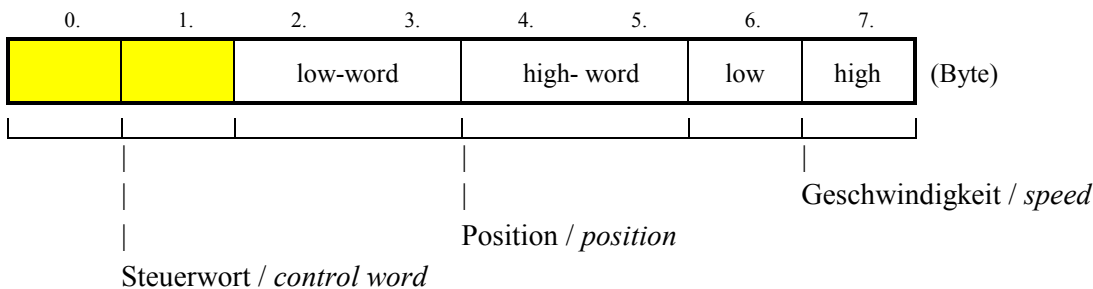 0. 1. 2. 3. 4. 5. 6. 7.
low-word high- word low high (Byte)
Geschwindigkeit / speed
Position / position
Steuerwort / control word